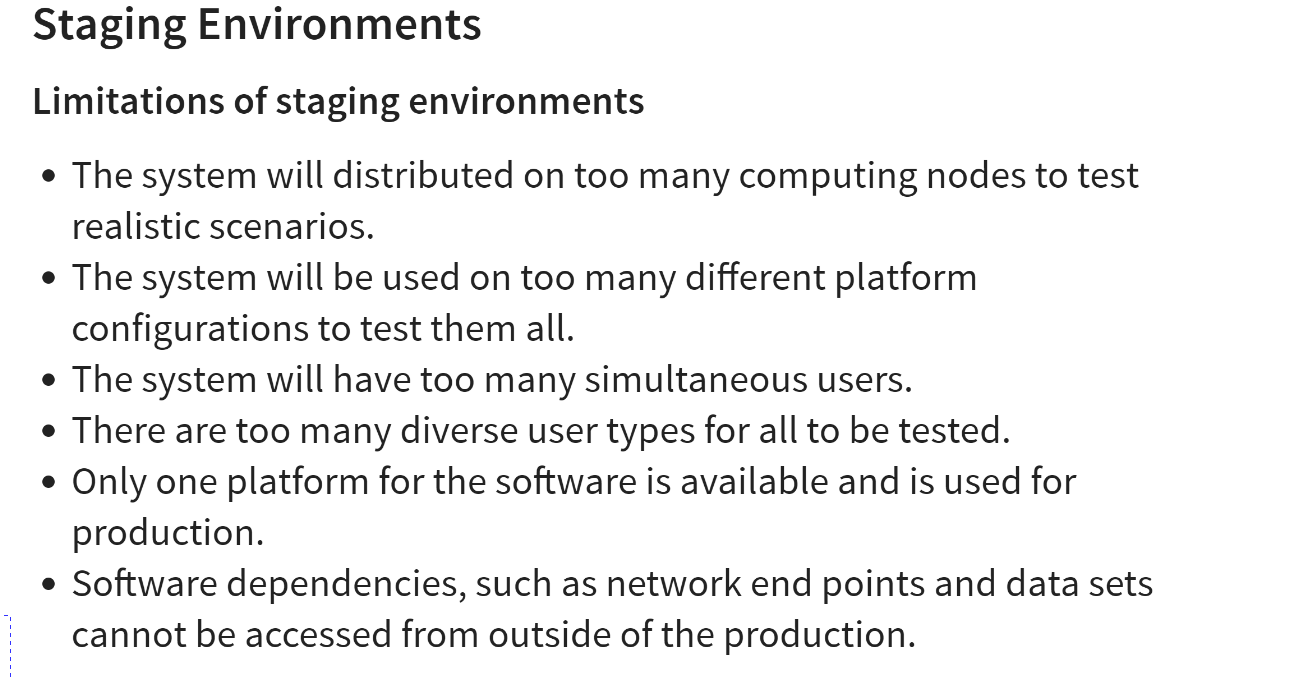 Staging Environments
Limitations of staging environments
• The system will distributed on too many computing nodes to test
realistic scenarios.
• The system will be used on too many different platform
configurations to test them all.
• The system will have too many simultaneous users.
• There are too many diverse user types for all to be tested.
• Only one platform for the software is available and is used for
production.
• Software dependencies, such as network end points and data sets
cannot be accessed from outside of the production.